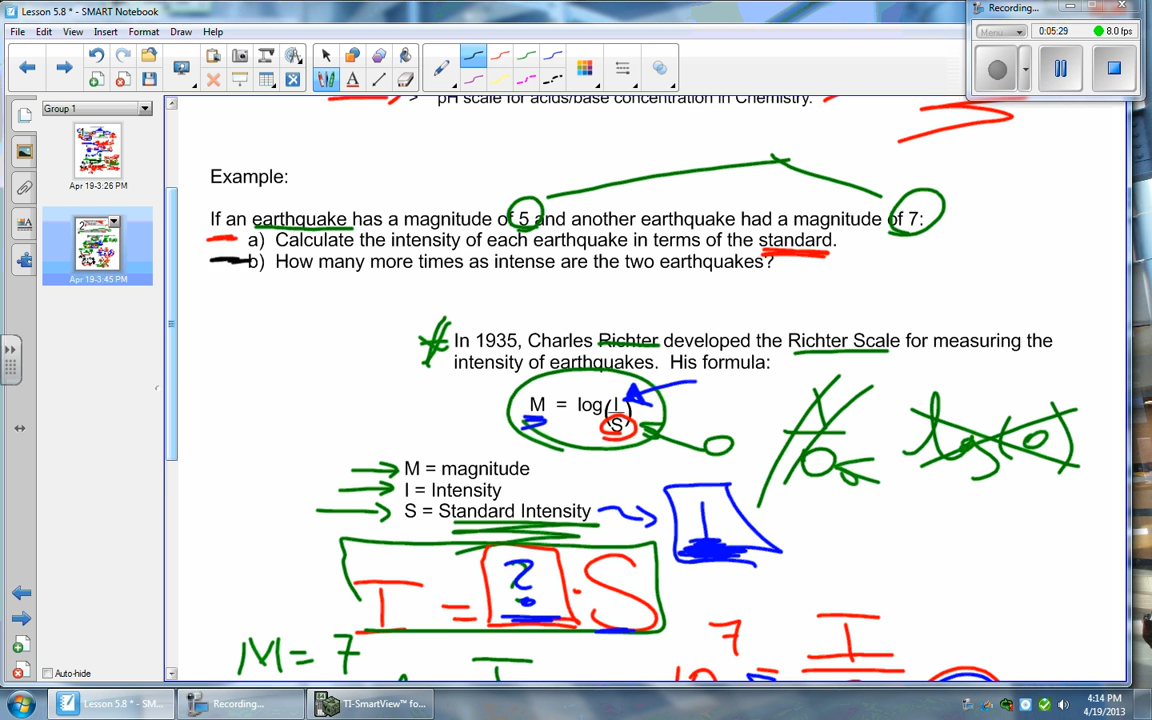 Lesson 5.8 * - SMART Notebook
Recording...
File Edit View Insert Format Draw Help
Menu
00:05:29
8.0 fps
Group 1
Apr 19-3:26 PM
Apr 19-3:45 PM
> pH scale for acids/base concentration in Chemistry.
Example:
If an earthquake has a magnitude of 5 and another earthquake had a magnitude of 7:
a) Calculate the intensity of each earthquake in terms of the standard.
b) How many more times as intense are the two earthquakes?
In 1935, Charles Richter developed the Richter Scale for measuring the
intensity of earthquakes. His formula:
M = log(I/S)
log(0)
M = magnitude
I = Intensity
S = Standard Intensity
1
I = ? · S
M = 7
7
I
10 =
I
Auto-hide
Lesson 5.8 * - SM...
Recording...
TI-SmartView™ fo...
4:14 PM
4/19/2013